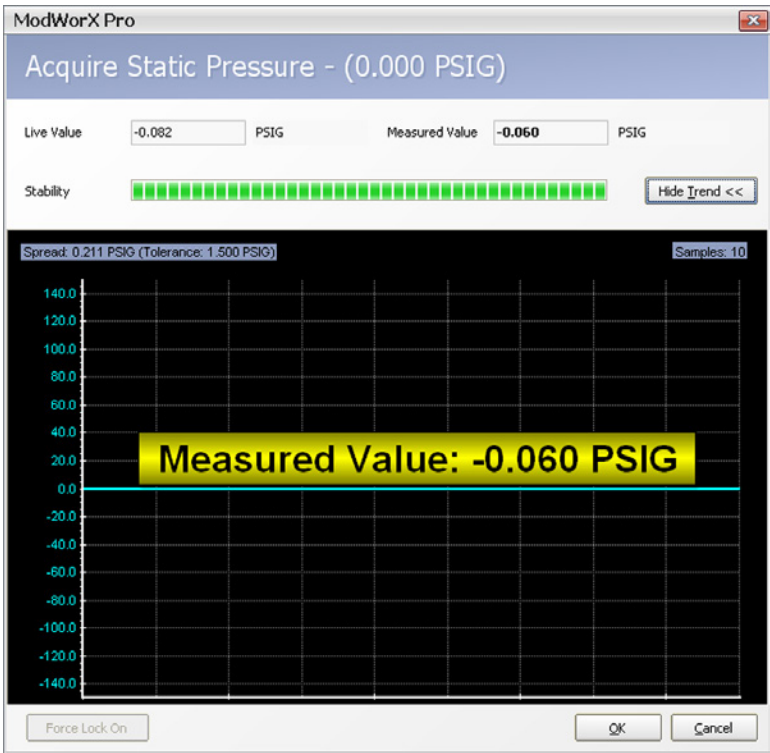 ModWorX Pro
Acquire Static Pressure - (0.000 PSIG)
Live Value -0.082 PSIG Measured Value -0.060 PSIG
Stability Hide Trend <<
Spread: 0.211 PSIG (Tolerance: 1.500 PSIG) Samples: 10
140.0
120.0
100.0
80.0
60.0
40.0
Measured Value: -0.060 PSIG
20.0
0.0
-20.0
-40.0
-60.0
-80.0
-100.0
-120.0
-140.0
Force Lock On OK Cancel